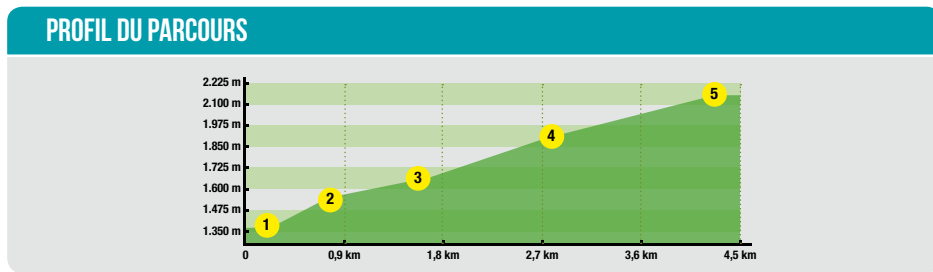 PROFIL DU PARCOURS
2.225 m
2.100 m
1.975 m
1.850 m
1.725 m
1.600 m
1.475 m
1.350 m
1
2
3
4
5
0
0,9 km
1,8 km
2,7 km
3,6 km
4,5 km